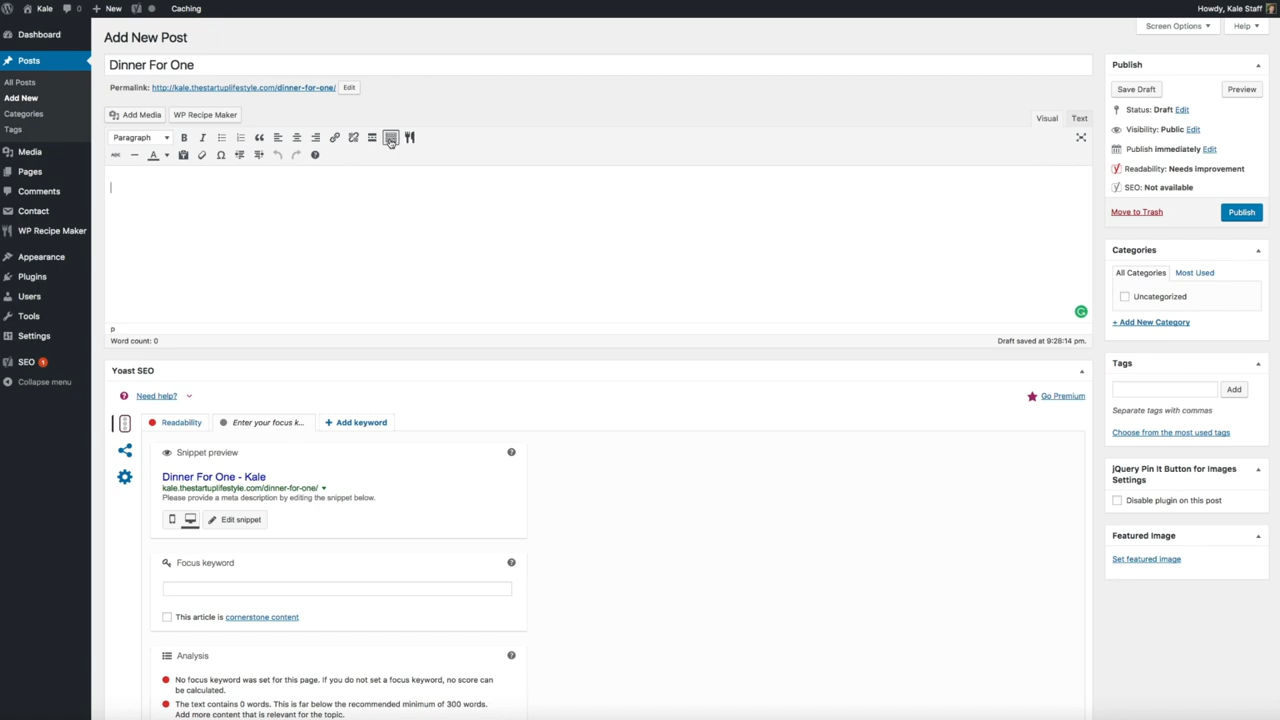 Kale 0 New Caching Howdy, Kale Staff
Dashboard
Posts
All Posts
Add New
Categories
Tags
Media
Pages
Comments
Contact
WP Recipe Maker
Appearance
Plugins
Users
Tools
Settings
SEO 1
Collapse menu
Screen Options Help
Add New Post
Dinner For One
Permalink: http://kale.thestartuplifestyle.com/dinner-for-one/ Edit
Add Media WP Recipe Maker
Visual Text
Paragraph B I
ABC A Ω
p
Word count: 0 Draft saved at 9:28:14 pm.
Yoast SEO
Need help? Go Premium
Readability Enter your focus k... + Add keyword
Snippet preview
Dinner For One - Kale
kale.thestartuplifestyle.com/dinner-for-one/
Please provide a meta description by editing the snippet below.
Edit snippet
Focus keyword
This article is cornerstone content
Analysis
No focus keyword was set for this page. If you do not set a focus keyword, no score can
be calculated.
The text contains 0 words. This is far below the recommended minimum of 300 words.
Add more content that is relevant for the topic.
Publish
Save Draft Preview
Status: Draft Edit
Visibility: Public Edit
Publish immediately Edit
Readability: Needs improvement
SEO: Not available
Move to Trash Publish
Categories
All Categories Most Used
Uncategorized
+ Add New Category
Tags
Add
Separate tags with commas
Choose from the most used tags
jQuery Pin It Button for Images
Settings
Disable plugin on this post
Featured Image
Set featured image